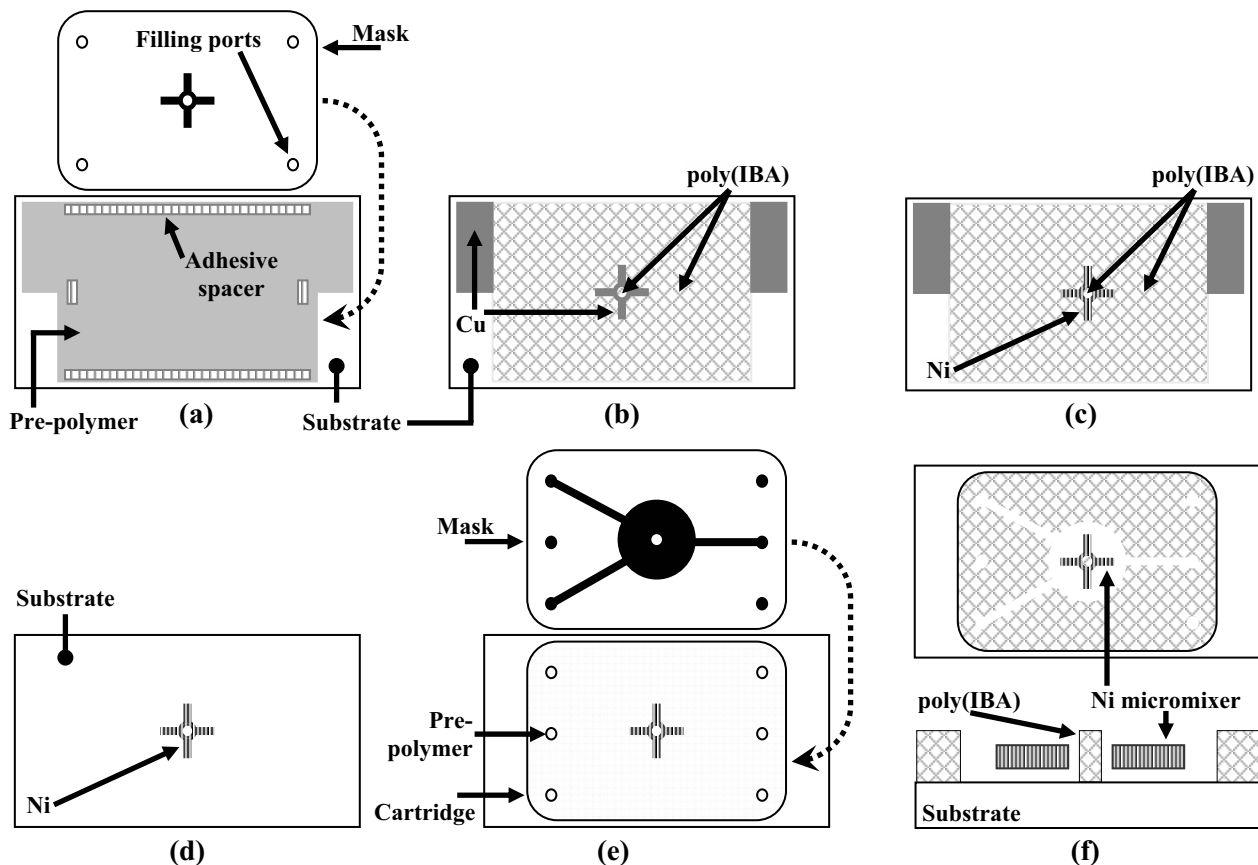 Filling ports
Mask
Adhesive
spacer
Pre-polymer
(a)
Substrate
poly(IBA)
Cu
(b)
poly(IBA)
Ni
(c)
Substrate
Ni
(d)
Mask
Pre-
polymer
Cartridge
(e)
poly(IBA)
Ni micromixer
Substrate
(f)